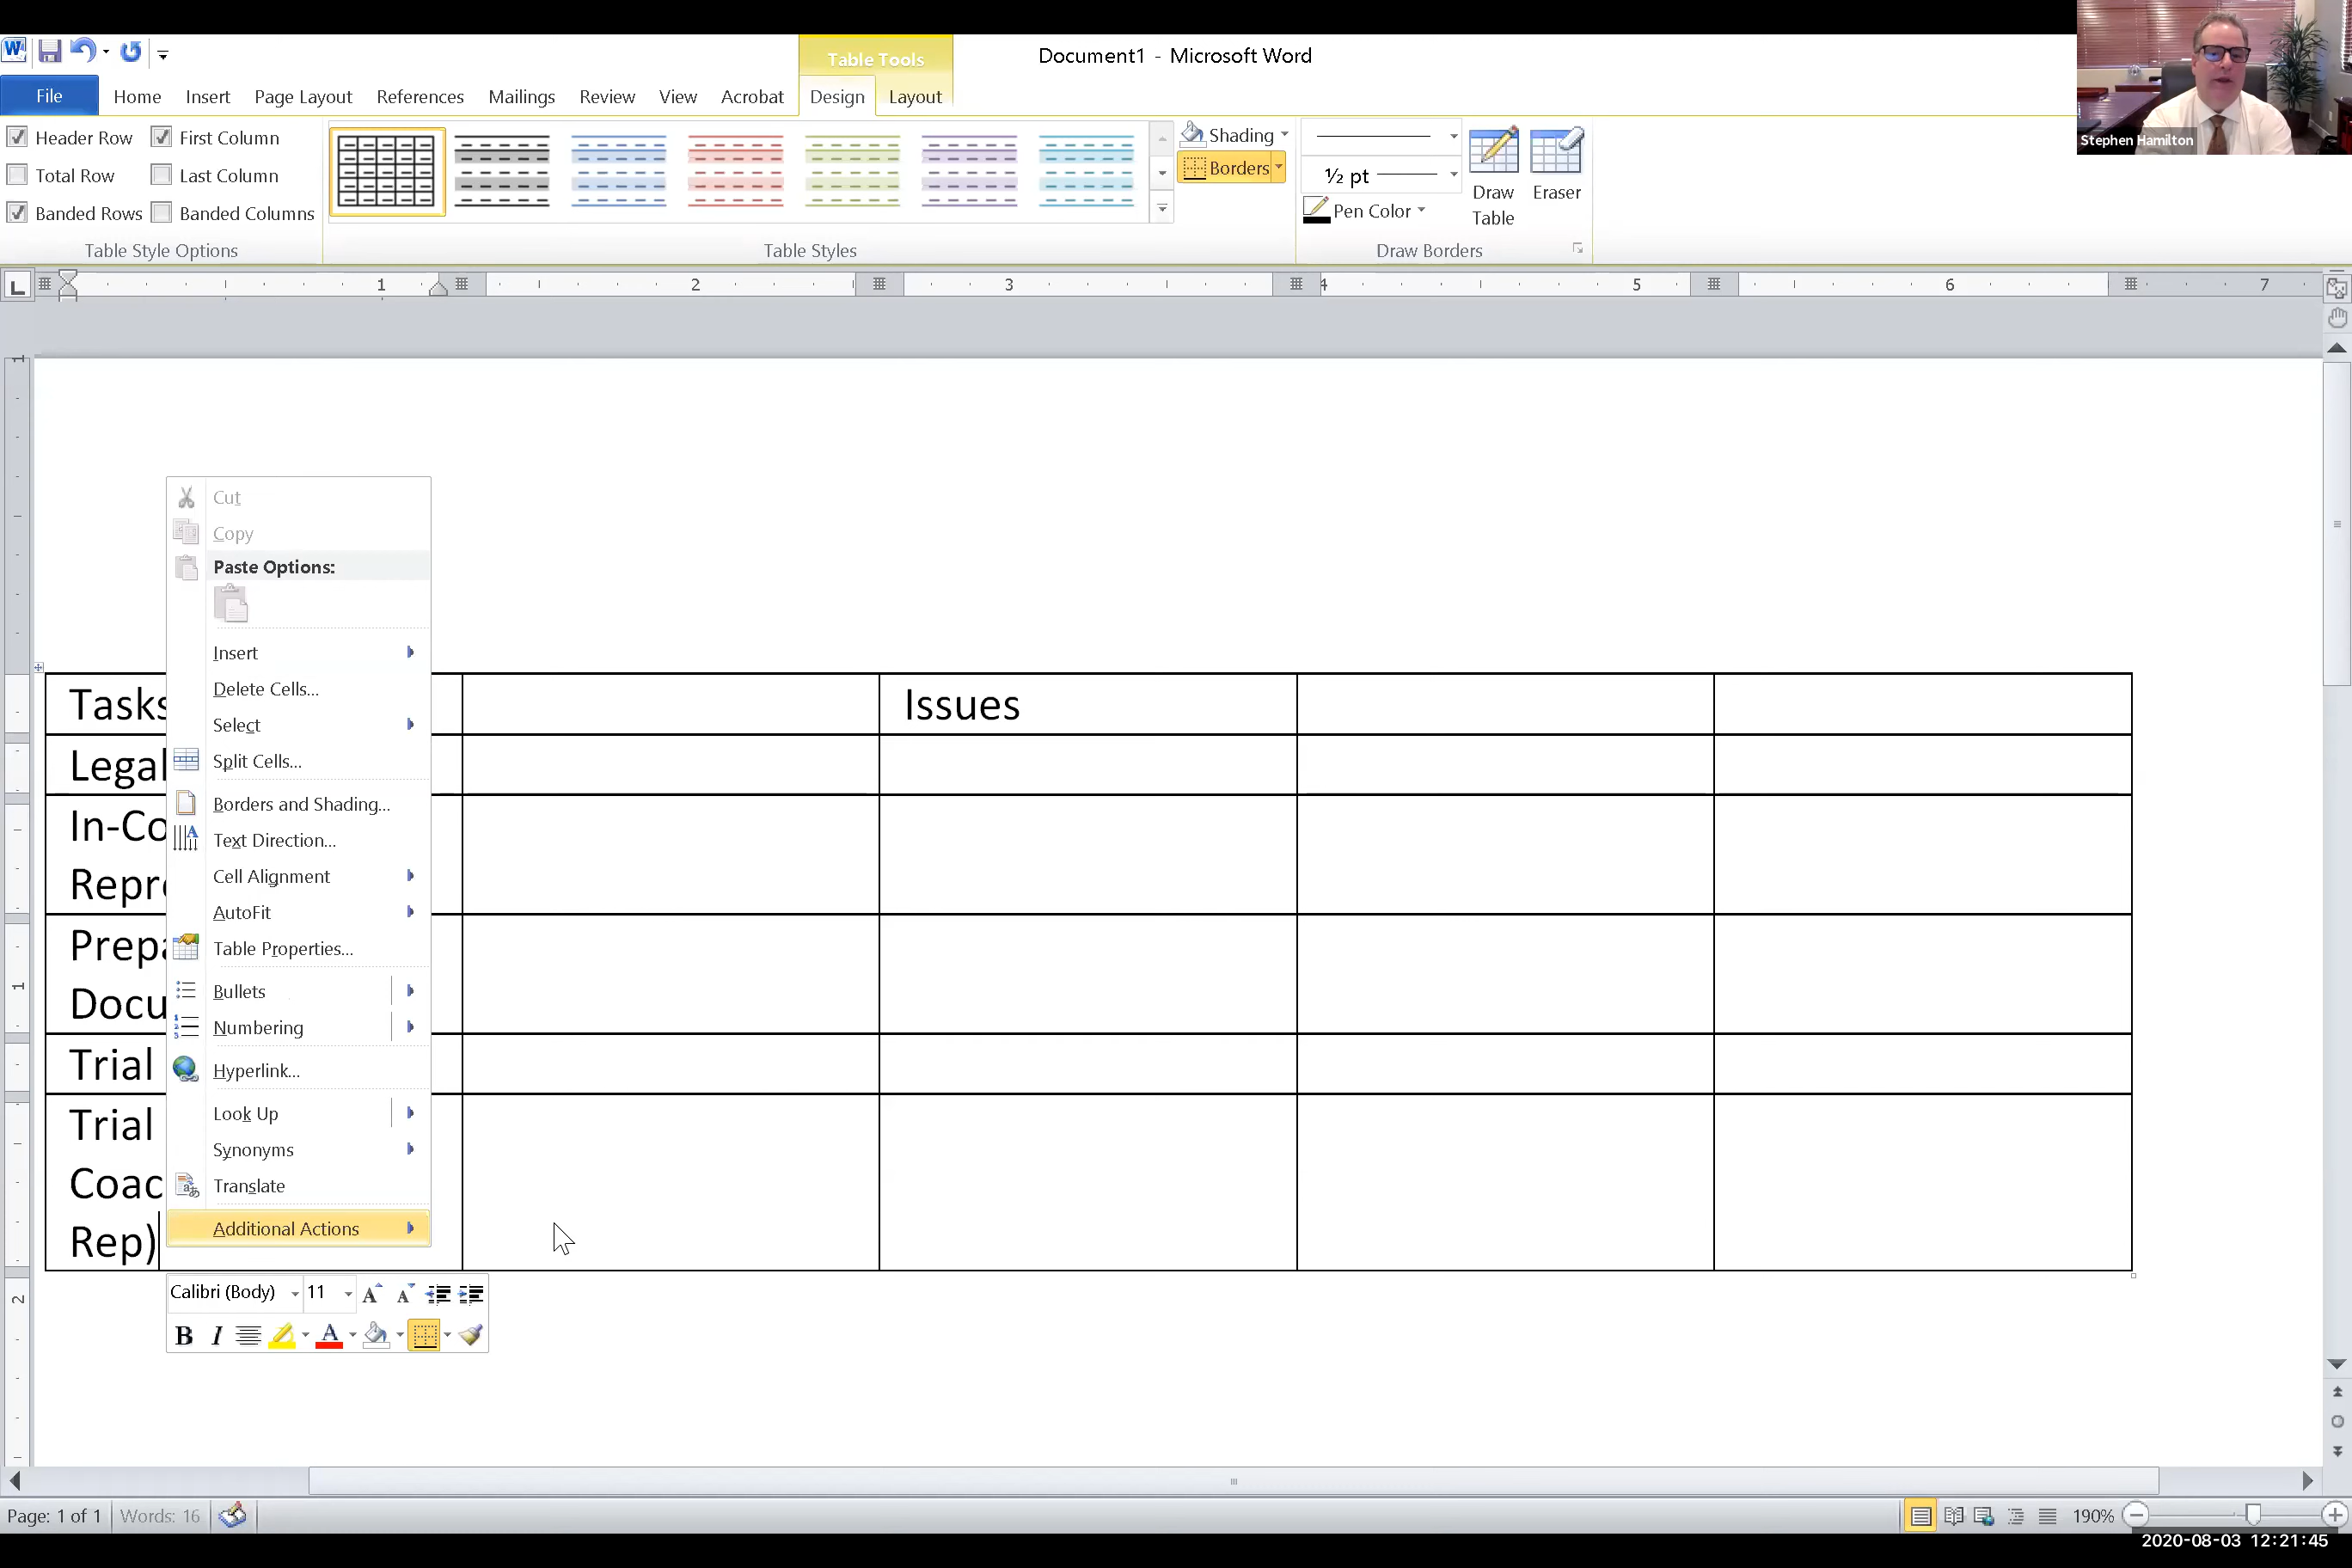 Table Tools
Document1 - Microsoft Word
File Home Insert Page Layout References Mailings Review View Acrobat Design Layout
Header Row First Column
Total Row Last Column
Banded Rows Banded Columns
Table Style Options
Table Styles
Shading
Borders
½ pt
Pen Color
Draw Table
Eraser
Draw Borders
Stephen Hamilton
L 1 2 3 4 5 6 7
1
Cut
Copy
Paste Options:
Insert
Delete Cells...
Select
Split Cells...
Borders and Shading...
Text Direction...
Cell Alignment
AutoFit
Table Properties...
Bullets
Numbering
Hyperlink...
Look Up
Synonyms
Translate
Additional Actions
Tasks Issues
Legal
In-Co
Repr
Prep
Docu
Trial
Trial
Coac
Rep)
1
2
Calibri (Body) 11 A A
B I A
Page: 1 of 1 Words: 16 190%
2020-08-03 12:21:45